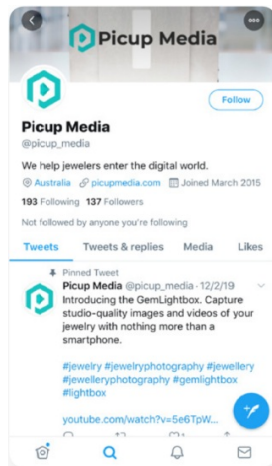 Picup Media
Follow
Picup Media
@picup_media
We help jewelers enter the digital world.
Australia picupmedia.com Joined March 2015
193 Following 137 Followers
Not followed by anyone you're following
Tweets Tweets & replies Media Likes
Pinned Tweet
Picup Media @picup_media · 12/2/19
Introducing the GemLightbox. Capture
studio-quality images and videos of your
jewelry with nothing more than a
smartphone.
#jewelry #jewelryphotography #jewellery
#jewelleryphotography #gemlightbox
#lightbox
youtube.com/watch?v=5e6TpW...